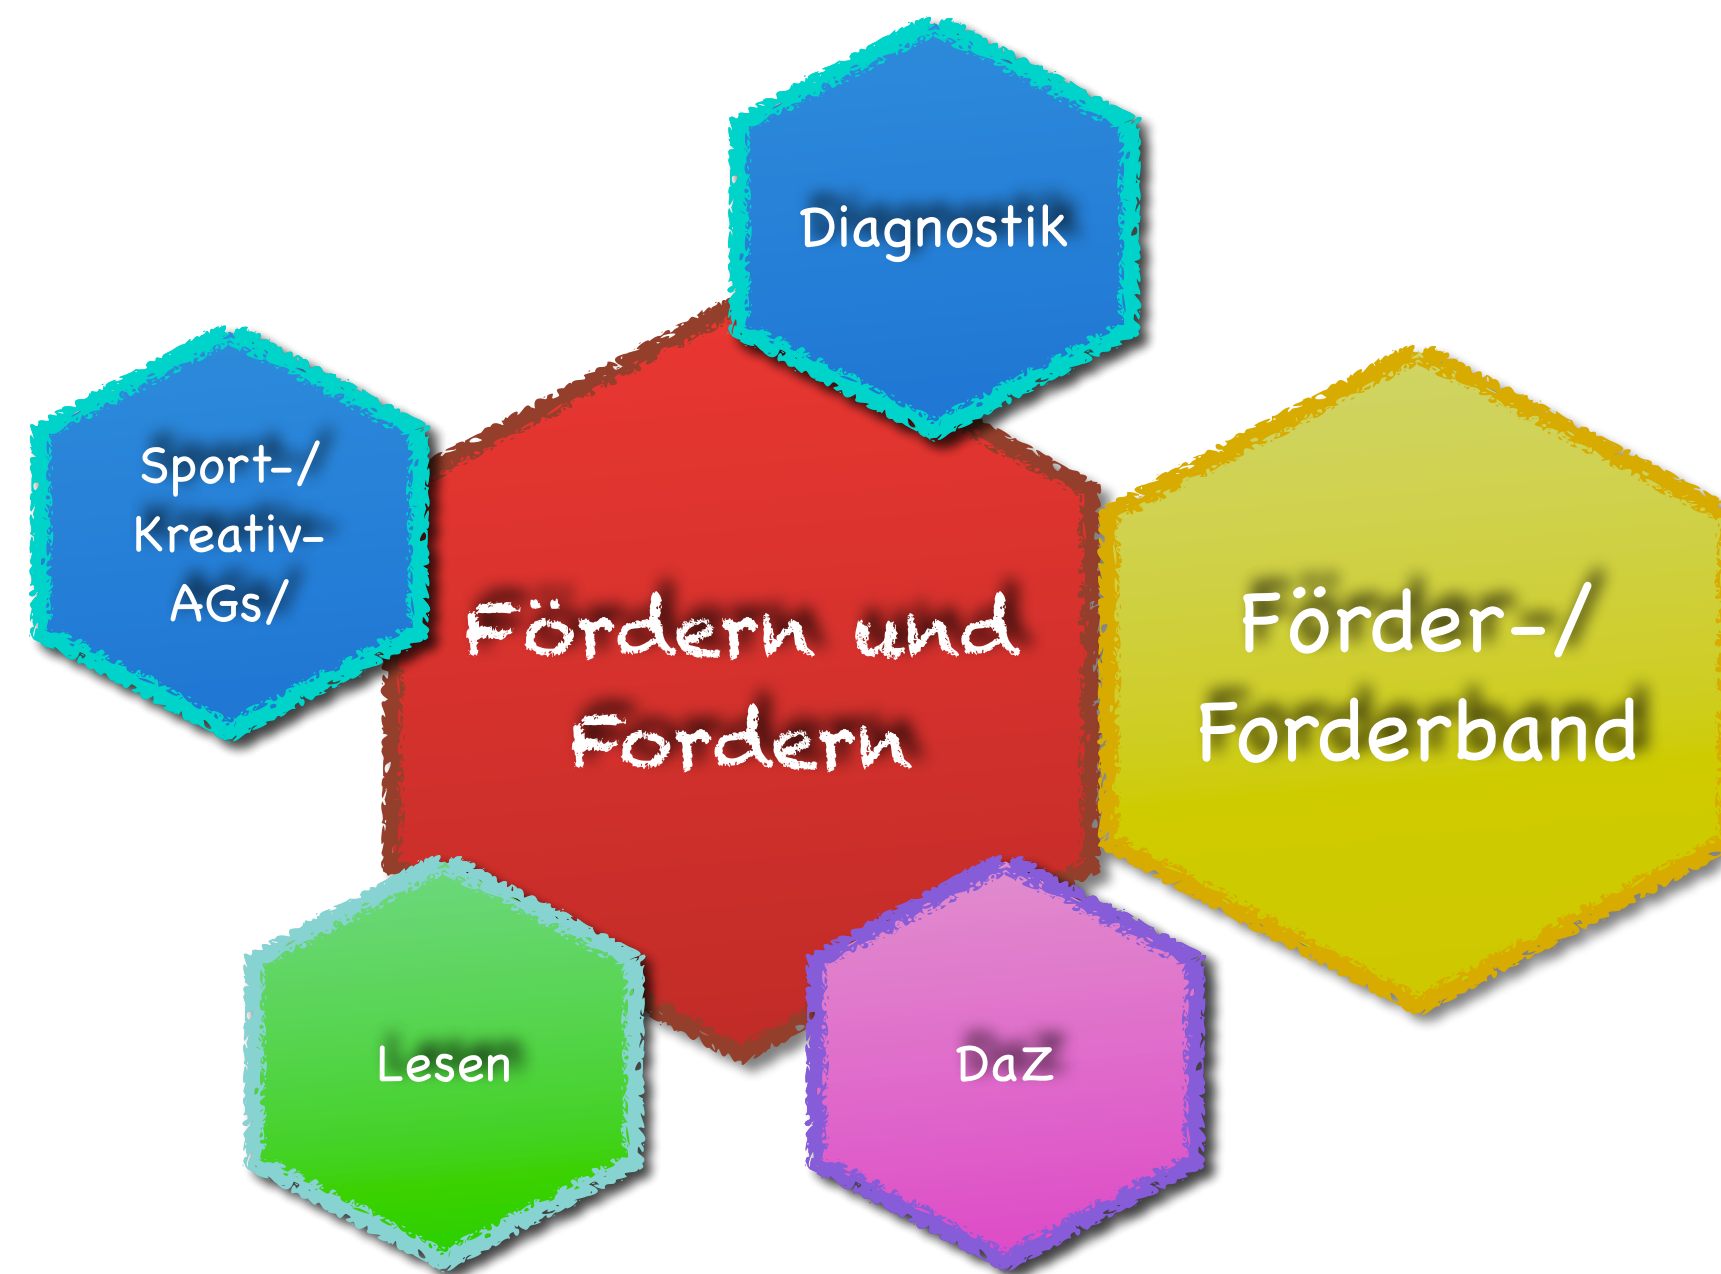 Diagnostik
Sport-/
Kreativ-
AGs/
Fördern und
Fordern
Förder-/
Forderband
Lesen
DaZ